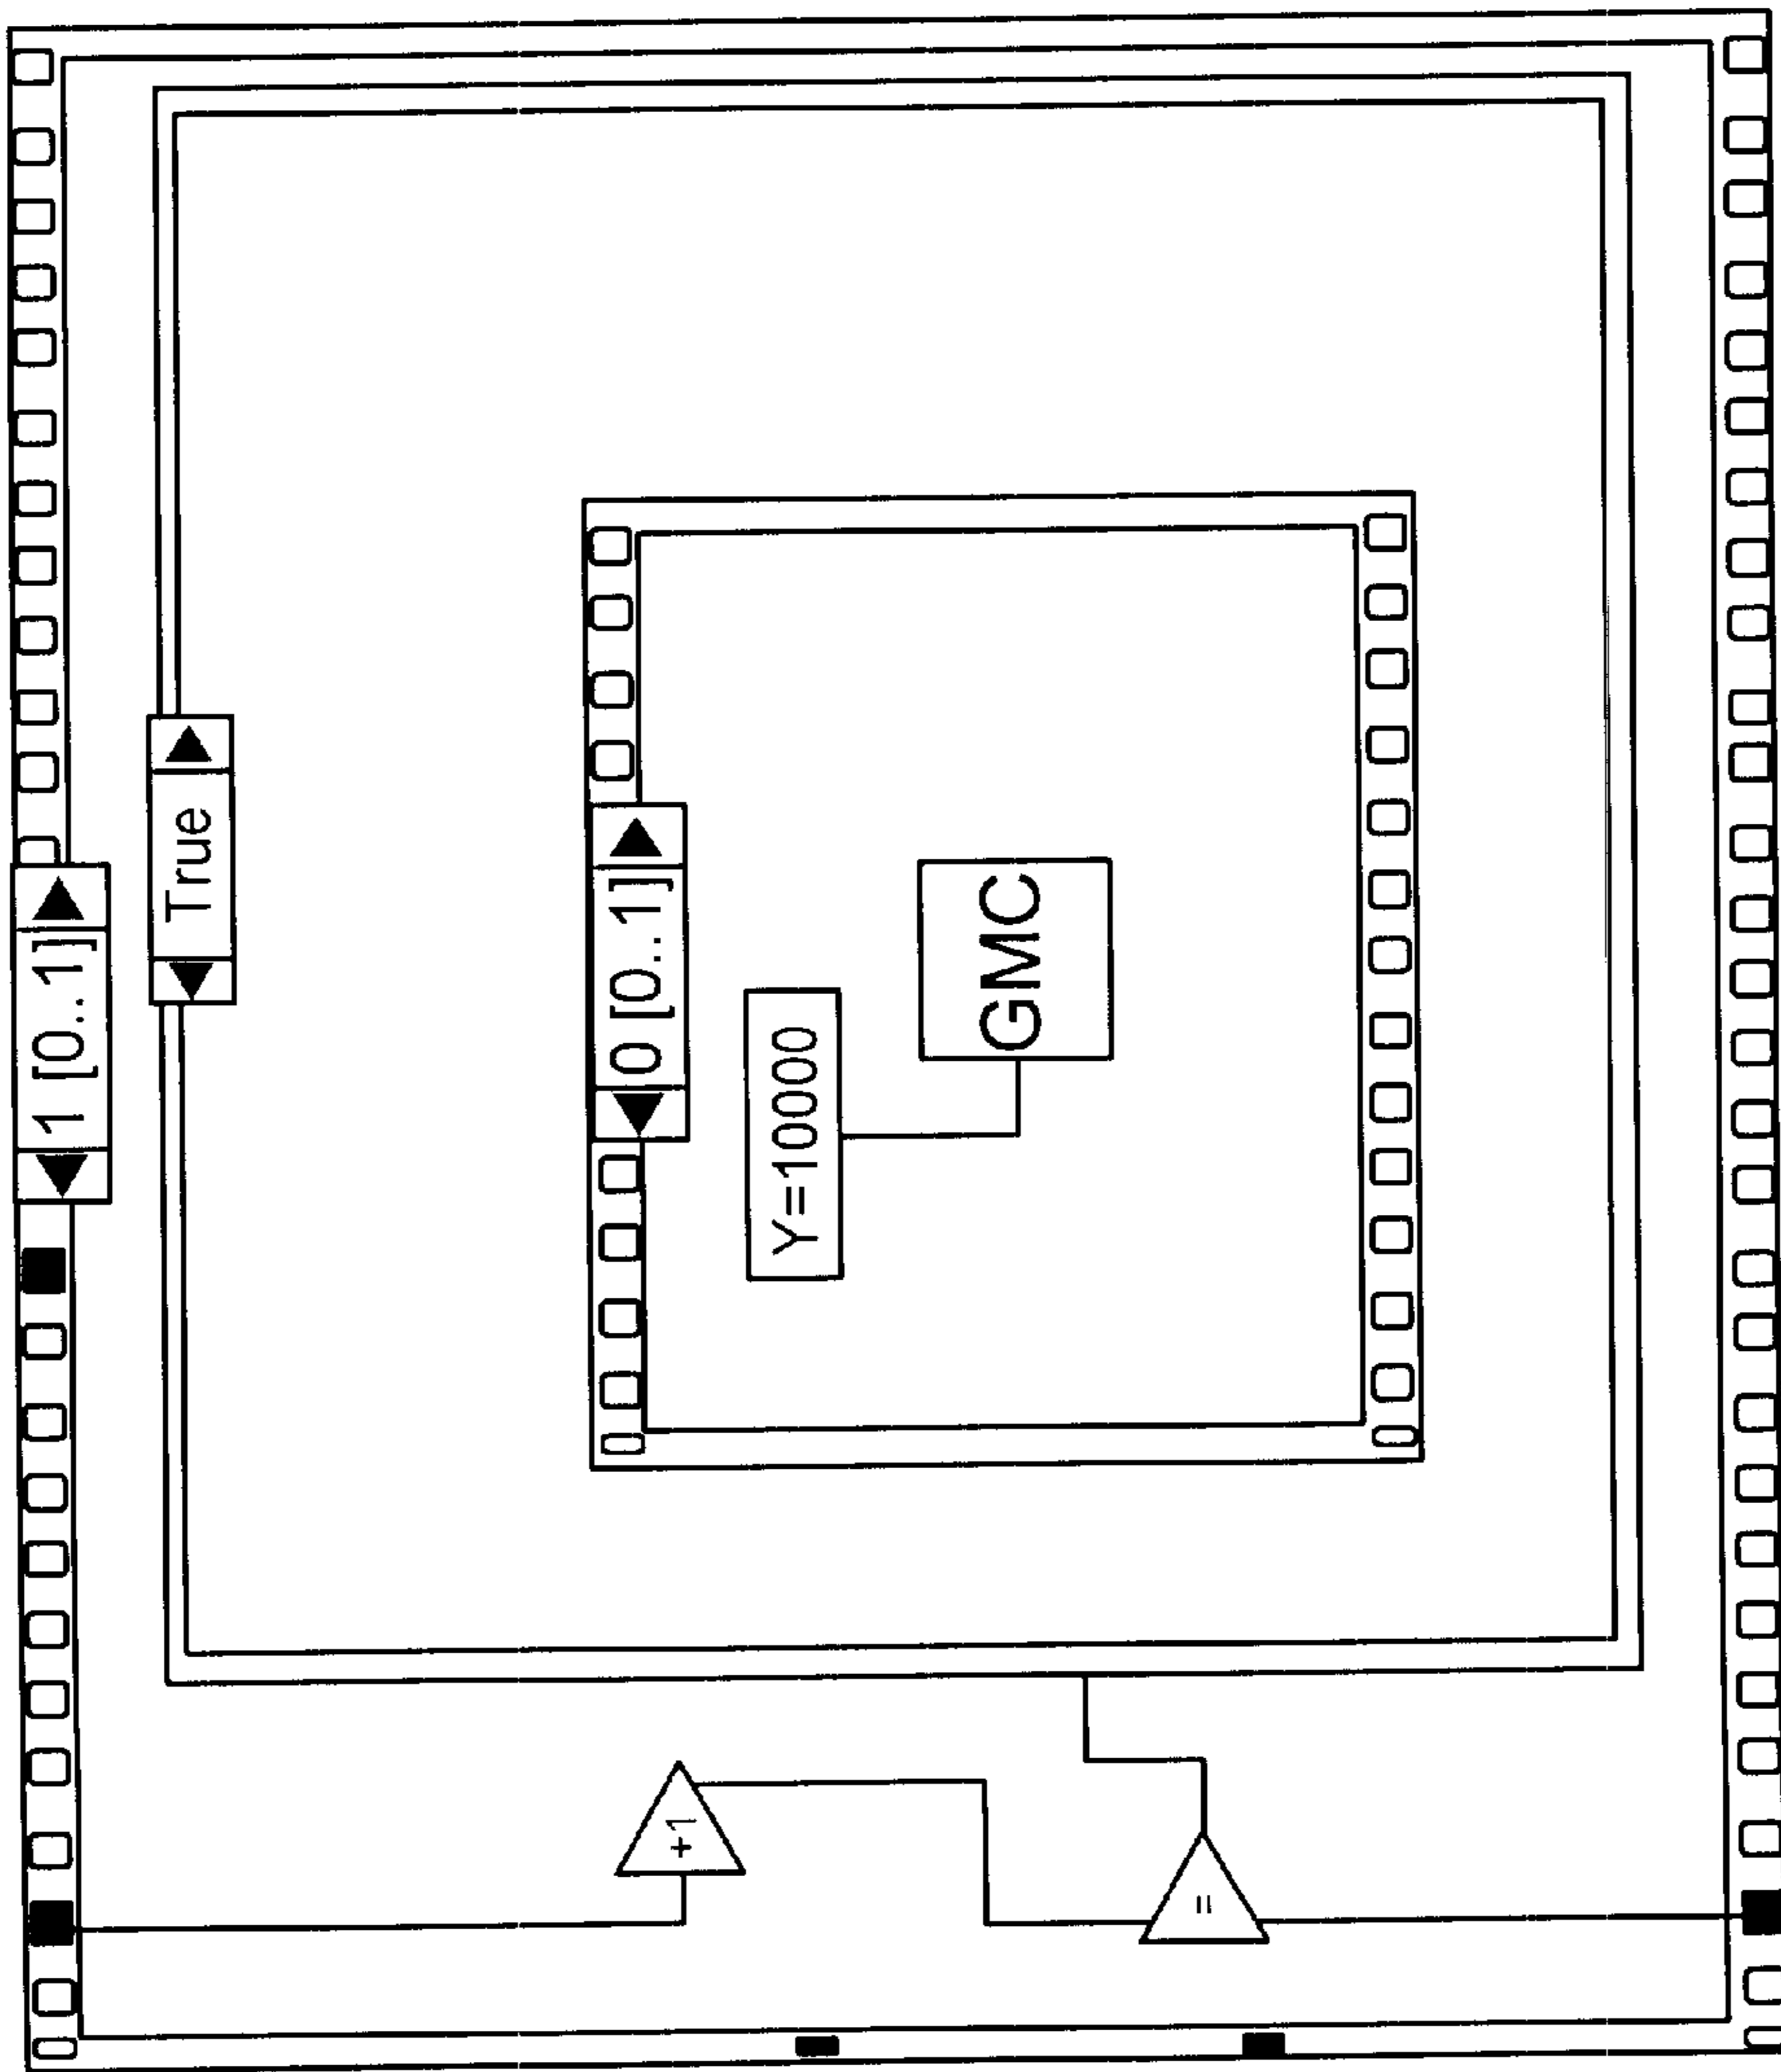 1 [0..1]
True
0 [0..1]
Y=10000
GMC
+1
=